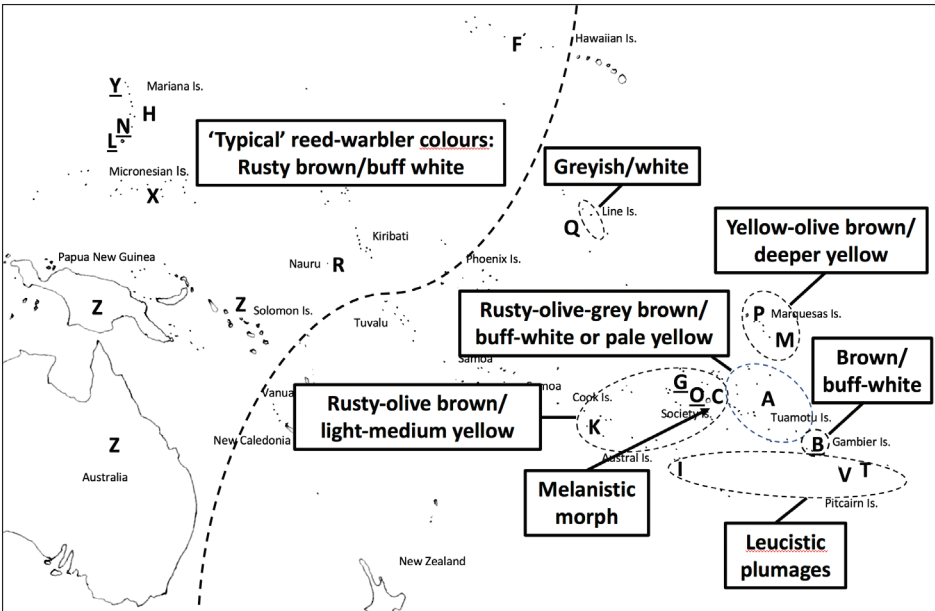 F
Hawaiian Is.
Y
Mariana Is.
H
N
L
'Typical' reed-warbler colours:
Rusty brown/buff white
Micronesian Is.
X
Greyish/white
Line Is.
Q
Yellow-olive brown/
deeper yellow
Kiribati
Papua New Guinea
Nauru
R
Phoenix Is.
Z
Z
Solomon Is.
Tuvalu
Rusty-olive-grey brown/
buff-white or pale yellow
P
Marquesas Is.
M
Samoa
Brown/
buff-white
Vanua
Rusty-olive brown/
light-medium yellow
Cook Is.
G
O
C
A
Society Is.
Tuamotu Is.
K
New Caledonia
Z
B
Gambier Is.
Austral Is.
I
V
T
Australia
Melanistic
morph
Pitcairn Is.
Leucistic
plumages
New Zealand